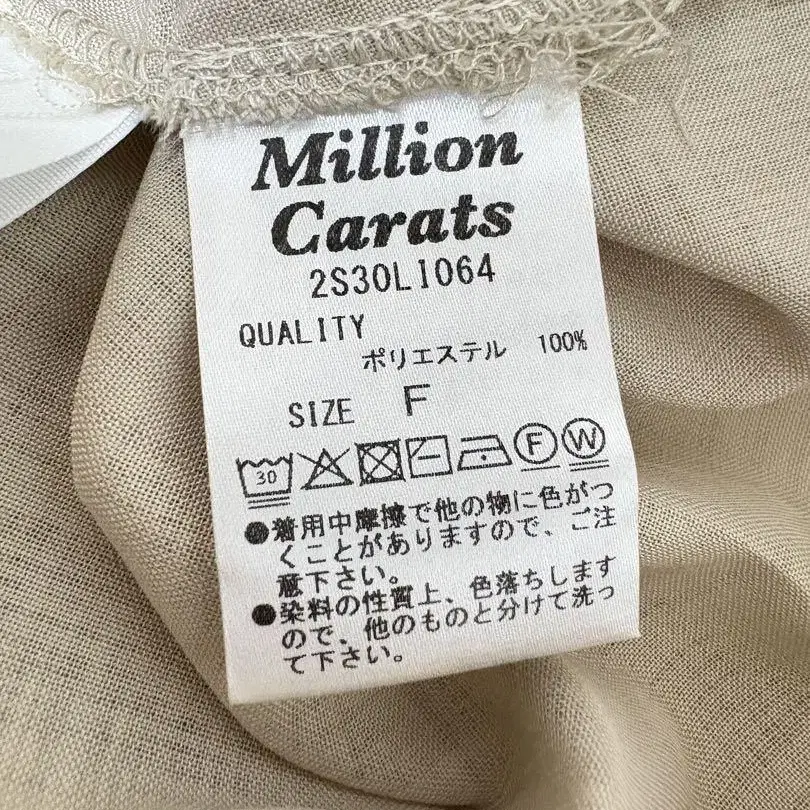 Million
Carats
2S30L1064
QUALITY
ポリエステル 100%
SIZE F
30 F W
●着用中摩擦で他の物に色がつ
くことがありますので、ご注
意下さい。
●染料の性質上、色落ちします
ので、他のものと分けて洗っ
て下さい。